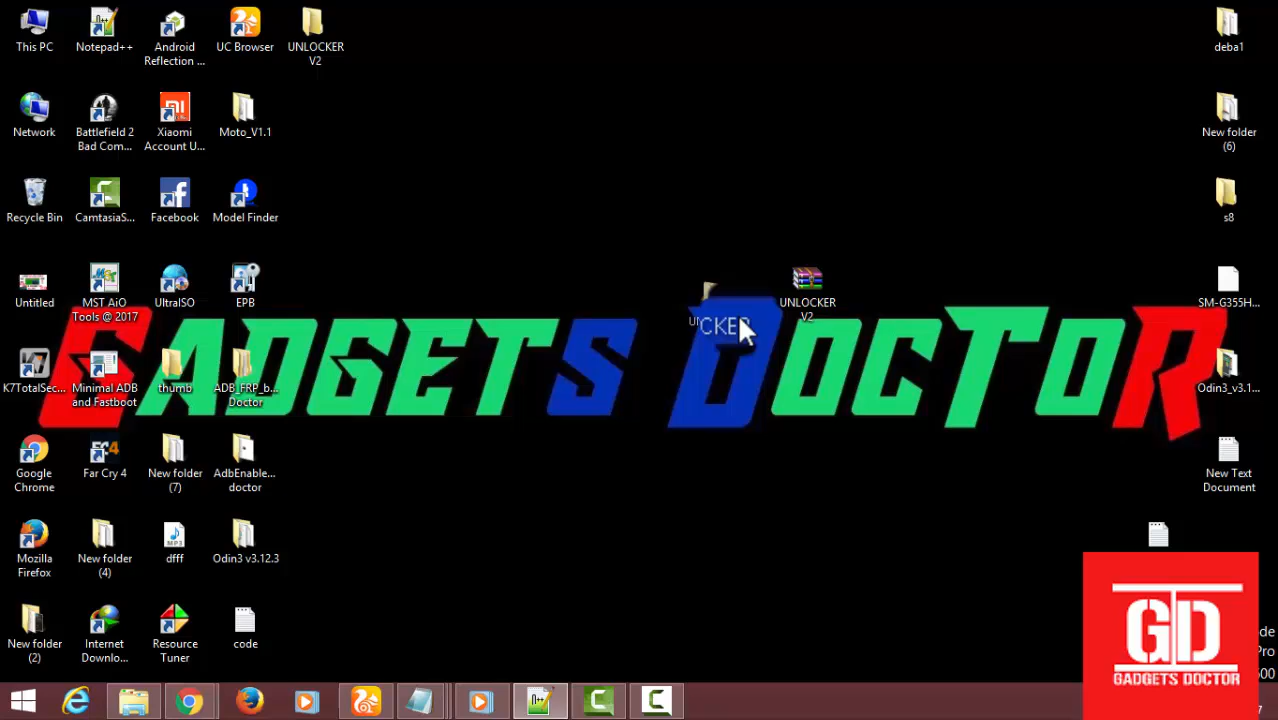 This PC
Notepad++
Android
Reflection ...
UC Browser
UNLOCKER
V2
deba1
Network
Battlefield 2
Bad Com...
Xiaomi
Account U...
Moto_V1.1
New folder
(6)
Recycle Bin
CamtasiaS...
Facebook
Model Finder
s8
Untitled
MST AiO
Tools @ 2017
UltraISO
EPB
UNLOCKER
V2
SM-G355H...
CKER
GADGETS DOCTOR
K7TotalSec...
Minimal ADB
and Fastboot
thumb
ADB_FRP_b...
Doctor
Odin3_v3.1...
Google
Chrome
Far Cry 4
New folder
(7)
AdbEnable...
doctor
New Text
Document
Mozilla
Firefox
New folder
(4)
dfff
Odin3 v3.12.3
New folder
(2)
Internet
Downlo...
Resource
Tuner
code
GD
GADGETS DOCTOR